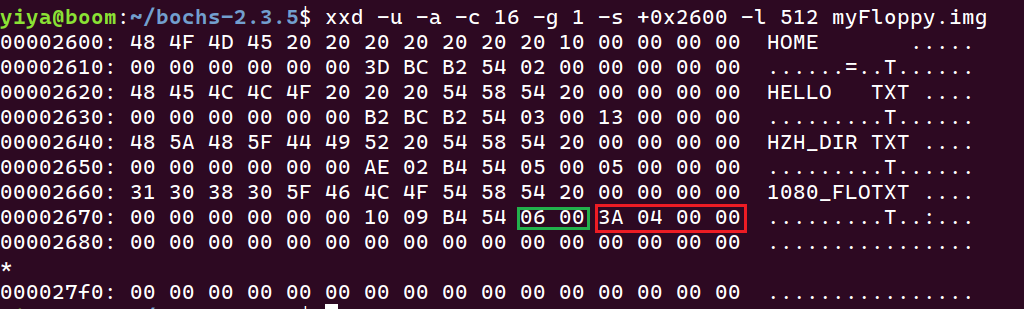 yiya@boom:~/bochs-2.3.5$ xxd -u -a -c 16 -g 1 -s +0x2600 -l 512 myFloppy.img
00002600: 48 4F 4D 45 20 20 20 20 20 20 20 10 00 00 00 00  HOME       .....
00002610: 00 00 00 00 00 00 3D BC B2 54 02 00 00 00 00 00  ......=..T......
00002620: 48 45 4C 4C 4F 20 20 20 54 58 54 20 00 00 00 00  HELLO   TXT ....
00002630: 00 00 00 00 00 00 B2 BC B2 54 03 00 13 00 00 00  .........T......
00002640: 48 5A 48 5F 44 49 52 20 54 58 54 20 00 00 00 00  HZH_DIR TXT ....
00002650: 00 00 00 00 00 00 AE 02 B4 54 05 00 05 00 00 00  .........T......
00002660: 31 30 38 30 5F 46 4C 4F 54 58 54 20 00 00 00 00  1080_FLOTXT ....
00002670: 00 00 00 00 00 00 10 09 B4 54 06 00 3A 04 00 00  .........T..:...
00002680: 00 00 00 00 00 00 00 00 00 00 00 00 00 00 00 00  ................
*
000027f0: 00 00 00 00 00 00 00 00 00 00 00 00 00 00 00 00  ................